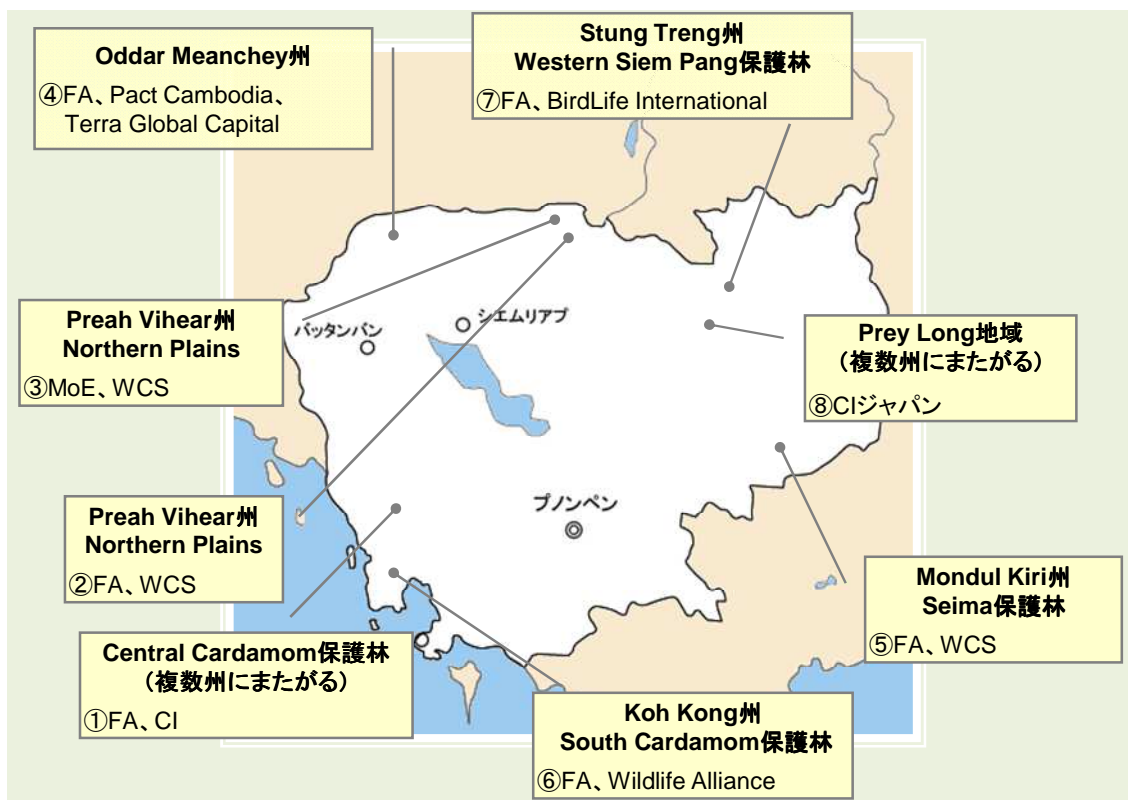 Oddar Meanchey州
④FA、Pact Cambodia、
Terra Global Capital
Stung Treng州
Western Siem Pang保護林
⑦FA、BirdLife International
Preah Vihear州
Northern Plains
③MoE、WCS
バッタンバン
シエムリアプ
Prey Long地域
(複数州にまたがる)
⑧CIジャパン
Preah Vihear州
Northern Plains
②FA、WCS
プノンペン
Mondul Kiri州
Seima保護林
⑤FA、WCS
Central Cardamom保護林
(複数州にまたがる)
①FA、CI
Koh Kong州
South Cardamom保護林
⑥FA、Wildlife Alliance